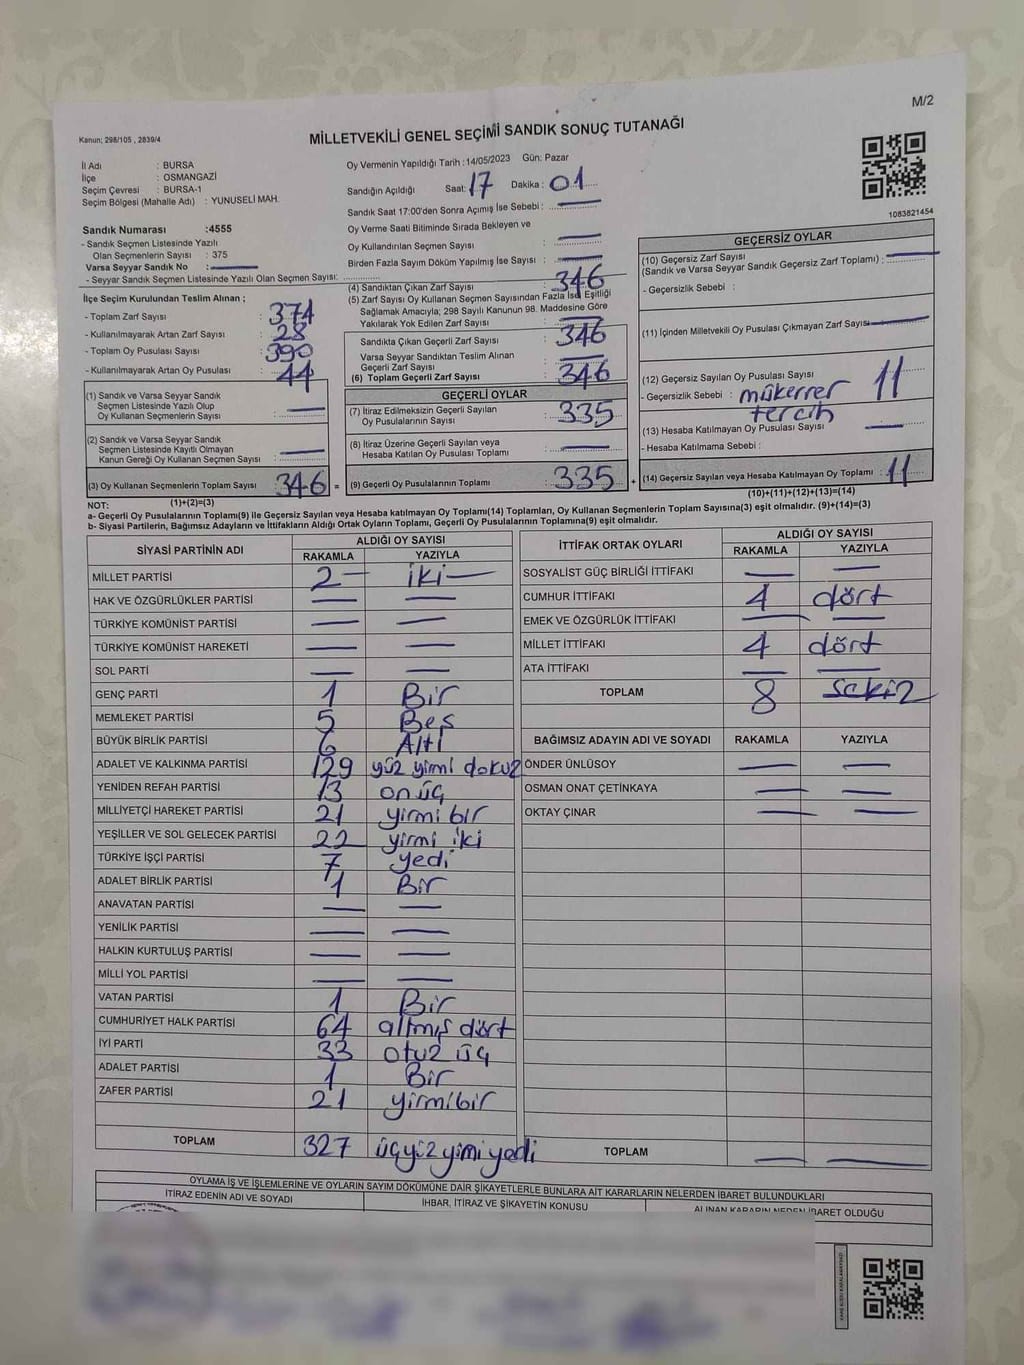 M/2
Kanun; 298/105 , 2839/4
MİLLETVEKİLİ GENEL SEÇİMİ SANDIK SONUÇ TUTANAĞI
İl Adı : BURSA
İlçe : OSMANGAZİ
Seçim Çevresi : BURSA-1
Seçim Bölgesi (Mahalle Adı) : YUNUSELİ MAH.
Sandık Numarası :4555
- Sandık Seçmen Listesinde Yazılı
Olan Seçmenlerin Sayısı : 375
Varsa Seyyar Sandık No : —
- Seyyar Sandık Seçmen Listesinde Yazılı Olan Seçmen Sayısı:
Oy Vermenin Yapıldığı Tarih :14/05/2023 Gün: Pazar
Sandığın Açıldığı Saat: 17 Dakika : 01
Sandık Saat 17:00'den Sonra Açımış İse Sebebi : —
Oy Verme Saati Bitiminde Sırada Bekleyen ve
Oy Kullandırılan Seçmen Sayısı : —
Birden Fazla Sayım Döküm Yapılmış İse Sayısı : —
1083821454
İlçe Seçim Kurulundan Teslim Alınan ;
- Toplam Zarf Sayısı : 374
- Kullanılmayarak Artan Zarf Sayısı : 28
- Toplam Oy Pusulası Sayısı : 390
- Kullanılmayarak Artan Oy Pusulası : 44
(1) Sandık ve Varsa Seyyar Sandık
Seçmen Listesinde Yazılı Olup
Oy Kullanan Seçmenlerin Sayısı : —
(2) Sandık ve Varsa Seyyar Sandık
Seçmen Listesinde Kayıtlı Olmayan
Kanun Gereği Oy Kullanan Seçmen Sayısı : —
(3) Oy Kullanan Seçmenlerin Toplam Sayısı : 346 =
(4) Sandıktan Çıkan Zarf Sayısı : 346
(5) Zarf Sayısı Oy Kullanan Seçmen Sayısından Fazla İse, Eşitliği
Sağlamak Amacıyla; 298 Sayılı Kanunun 98. Maddesine Göre
Yakılarak Yok Edilen Zarf Sayısı : —
Sandıkta Çıkan Geçerli Zarf Sayısı : 346
Varsa Seyyar Sandıktan Teslim Alınan
Geçerli Zarf Sayısı : —
(6) Toplam Geçerli Zarf Sayısı : 346
GEÇERLİ OYLAR
(7) İtiraz Edilmeksizin Geçerli Sayılan
Oy Pusulalarının Sayısı : 335
(8) İtiraz Üzerine Geçerli Sayılan veya
Hesaba Katılan Oy Pusulası Toplamı : —
(9) Geçerli Oy Pusulalarının Toplamı : 335 +
GEÇERSİZ OYLAR
(10) Geçersiz Zarf Sayısı
(Sandık ve Varsa Seyyar Sandık Geçersiz Zarf Toplamı) : —
- Geçersizlik Sebebi :
(11) İçinden Milletvekili Oy Pusulası Çıkmayan Zarf Sayısı —
(12) Geçersiz Sayılan Oy Pusulası Sayısı : 11
- Geçersizlik Sebebi : mükerrer
tercih
(13) Hesaba Katılmayan Oy Pusulası Sayısı : —
- Hesaba Katılmama Sebebi :
(14) Geçersiz Sayılan veya Hesaba Katılmayan Oy Toplamı : 11
NOT: (1)+(2)=(3)
(10)+(11)+(12)+(13)=(14)
a- Geçerli Oy Pusulalarının Toplamı(9) ile Geçersiz Sayılan veya Hesaba katılmayan Oy Toplamı(14) Toplamları, Oy Kullanan Seçmenlerin Toplam Sayısına(3) eşit olmalıdır. (9)+(14)=(3)
b- Siyasi Partilerin, Bağımsız Adayların ve İttifakların Aldığı Ortak Oyların Toplamı, Geçerli Oy Pusulalarının Toplamına(9) eşit olmalıdır.
SİYASİ PARTİNİN ADI ALDIĞI OY SAYISI
RAKAMLA YAZIYLA
MİLLET PARTİSİ 2— iki—
HAK VE ÖZGÜRLÜKLER PARTİSİ — —
TÜRKİYE KOMÜNİST PARTİSİ — —
TÜRKİYE KOMÜNİST HAREKETİ — —
SOL PARTİ — —
GENÇ PARTİ 1 Bir
MEMLEKET PARTİSİ 5 Beş
BÜYÜK BİRLİK PARTİSİ 6 Altı
ADALET VE KALKINMA PARTİSİ 129 yüz yirmi dokuz
YENİDEN REFAH PARTİSİ 13 onüç
MİLLİYETÇİ HAREKET PARTİSİ 21 yirmi bir
YEŞİLLER VE SOL GELECEK PARTİSİ 22 yirmi iki
TÜRKİYE İŞÇİ PARTİSİ 7 yedi
ADALET BİRLİK PARTİSİ 1 Bir
ANAVATAN PARTİSİ — —
YENİLİK PARTİSİ — —
HALKIN KURTULUŞ PARTİSİ — —
MİLLİ YOL PARTİSİ — —
VATAN PARTİSİ 1 Bir
CUMHURİYET HALK PARTİSİ 64 altmış dört
İYİ PARTİ 33 otuz üç
ADALET PARTİSİ 1 Bir
ZAFER PARTİSİ 21 yirmibir
TOPLAM 327 üçyüz yimi yedi
İTTİFAK ORTAK OYLARI ALDIĞI OY SAYISI
RAKAMLA YAZIYLA
SOSYALİST GÜÇ BİRLİĞİ İTTİFAKI — —
CUMHUR İTTİFAKI 4 dört
EMEK VE ÖZGÜRLÜK İTTİFAKI — —
MİLLET İTTİFAKI 4 dört
ATA İTTİFAKI — —
TOPLAM 8 sekiz
BAĞIMSIZ ADAYIN ADI VE SOYADI RAKAMLA YAZIYLA
ÖNDER ÜNLÜSOY — —
OSMAN ONAT ÇETİNKAYA — —
OKTAY ÇINAR — —
TOPLAM — —
OYLAMA İŞ VE İŞLEMLERİNE VE OYLARIN SAYIM DÖKÜMÜNE DAİR ŞİKAYETLERLE BUNLARA AİT KARARLARIN NELERDEN İBARET BULUNDUKLARI
İTİRAZ EDENİN ADI VE SOYADI İHBAR, İTİRAZ VE ŞİKAYETİN KONUSU ALINAN KARARIN NEDEN İBARET OLDUĞU